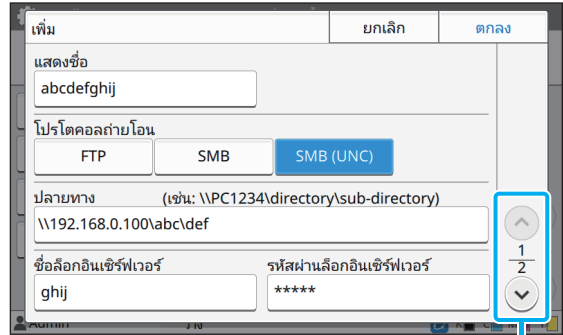 เพิ่ม ยกเลิก ตกลง
แสดงชื่อ
abcdefghij
โปรโตคอลถ่ายโอน
FTP SMB SMB (UNC)
ปลายทาง (เช่น: \\PC1234\directory\sub-directory)
\\192.168.0.100\abc\def
1
2
ชื่อล็อกอินเซิร์ฟเวอร์ รหัสผ่านล็อกอินเซิร์ฟเวอร์
ghij *****
Admin ว่าง K C M Y